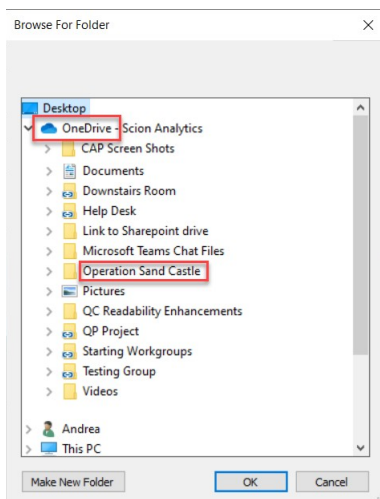 Browse For Folder
Desktop
OneDrive - Scion Analytics
CAP Screen Shots
Documents
Downstairs Room
Help Desk
Link to Sharepoint drive
Microsoft Teams Chat Files
Operation Sand Castle
Pictures
QC Readability Enhancements
QP Project
Starting Workgroups
Testing Group
Videos
Andrea
This PC
Make New Folder
OK
Cancel